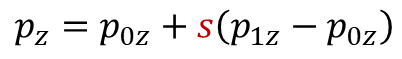 p_z = p_{0z} + s(p_{1z} − p_{0z})